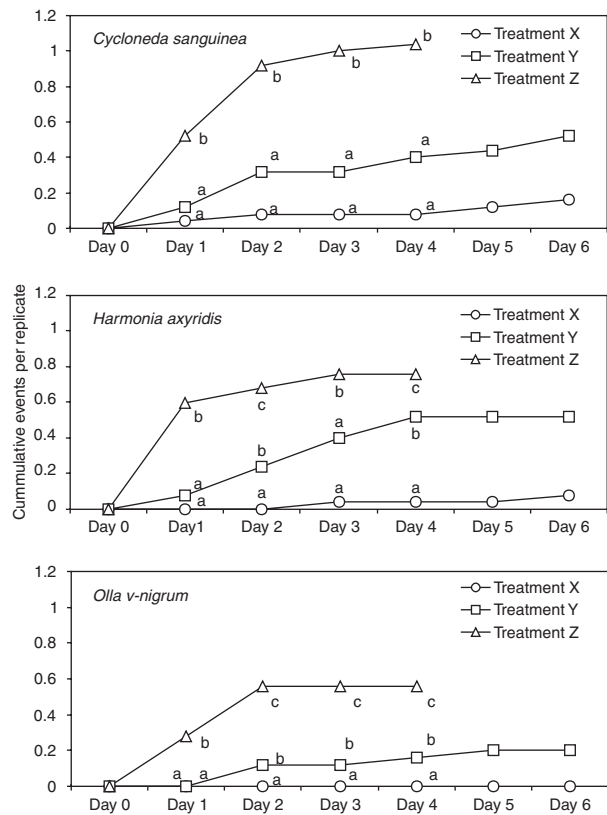 Cummulative events per replicate
1.2
1
0.8
0.6
0.4
0.2
0
Cycloneda sanguinea
Treatment X
Treatment Y
Treatment Z
b
b
b
b
a
a
a
a
a
a
a
a
Day 0 Day 1 Day 2 Day 3 Day 4 Day 5 Day 6
1.2
1
0.8
0.6
0.4
0.2
0
Harmonia axyridis
Treatment X
Treatment Y
Treatment Z
b
c
b
c
a
b
a
b
a
a
a
a
Day 0 Day1 Day 2 Day 3 Day 4 Day 5 Day 6
1.2
1
0.8
0.6
0.4
0.2
0
Olla v-nigrum
Treatment X
Treatment Y
Treatment Z
b
c
c
c
a
a
b
b
b
a
a
a
Day 0 Day 1 Day 2 Day 3 Day 4 Day 5 Day 6